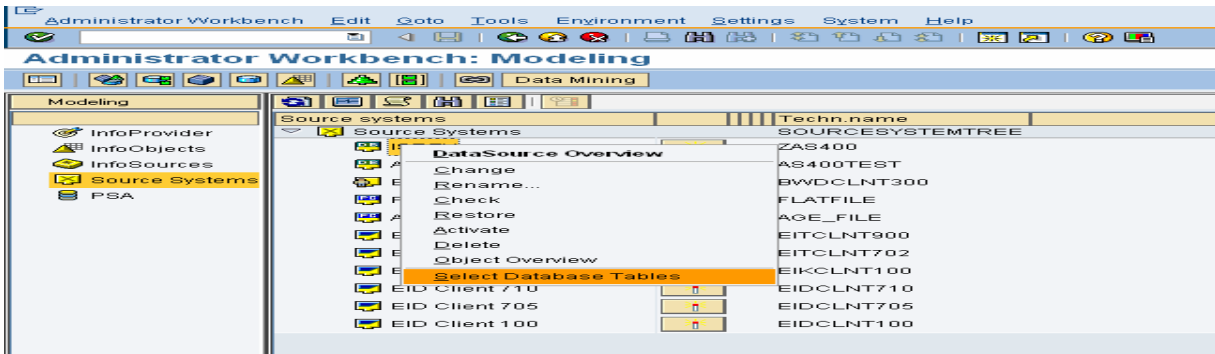 Administrator Workbench Edit Goto Tools Environment Settings System Help
Administrator Workbench: Modeling
Data Mining
Modeling
InfoProvider
InfoObjects
InfoSources
Source Systems
PSA
Source systems Techn.name
Source Systems SOURCESYSTEMTREE
ZAS400
DataSource Overview
AS400TEST
Change
BWDCLNT300
Rename...
FLATFILE
Check
AGE_FILE
Restore
EITCLNT900
Activate
EITCLNT702
Delete
Object Overview
EIKCLNT100
Select Database Tables
EID Client 710 EIDCLNT710
EID Client 705 EIDCLNT705
EID Client 100 EIDCLNT100